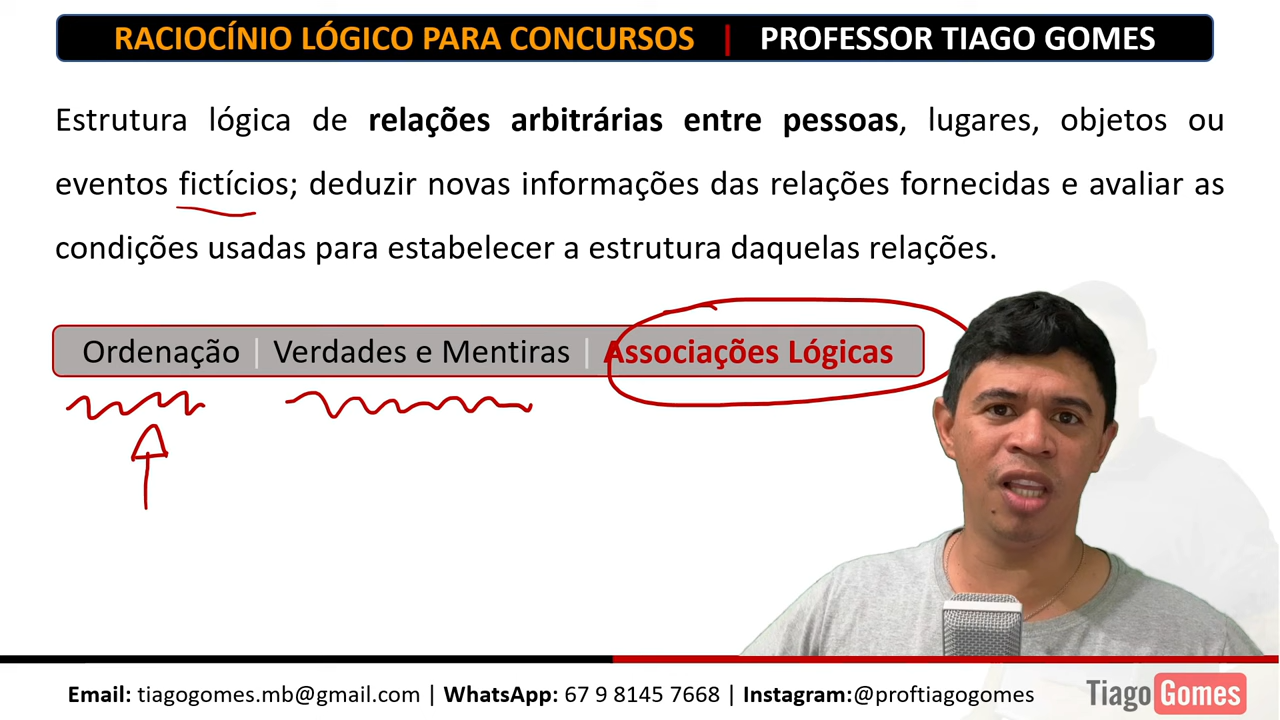 RACIOCÍNIO LÓGICO PARA CONCURSOS | PROFESSOR TIAGO GOMES
Estrutura lógica de relações arbitrárias entre pessoas, lugares, objetos ou
eventos fictícios; deduzir novas informações das relações fornecidas e avaliar as
condições usadas para estabelecer a estrutura daquelas relações.
Ordenação | Verdades e Mentiras | Associações Lógicas
Email: tiagogomes.mb@gmail.com | WhatsApp: 67 9 8145 7668 | Instagram:@proftiagogomes
Tiago Gomes